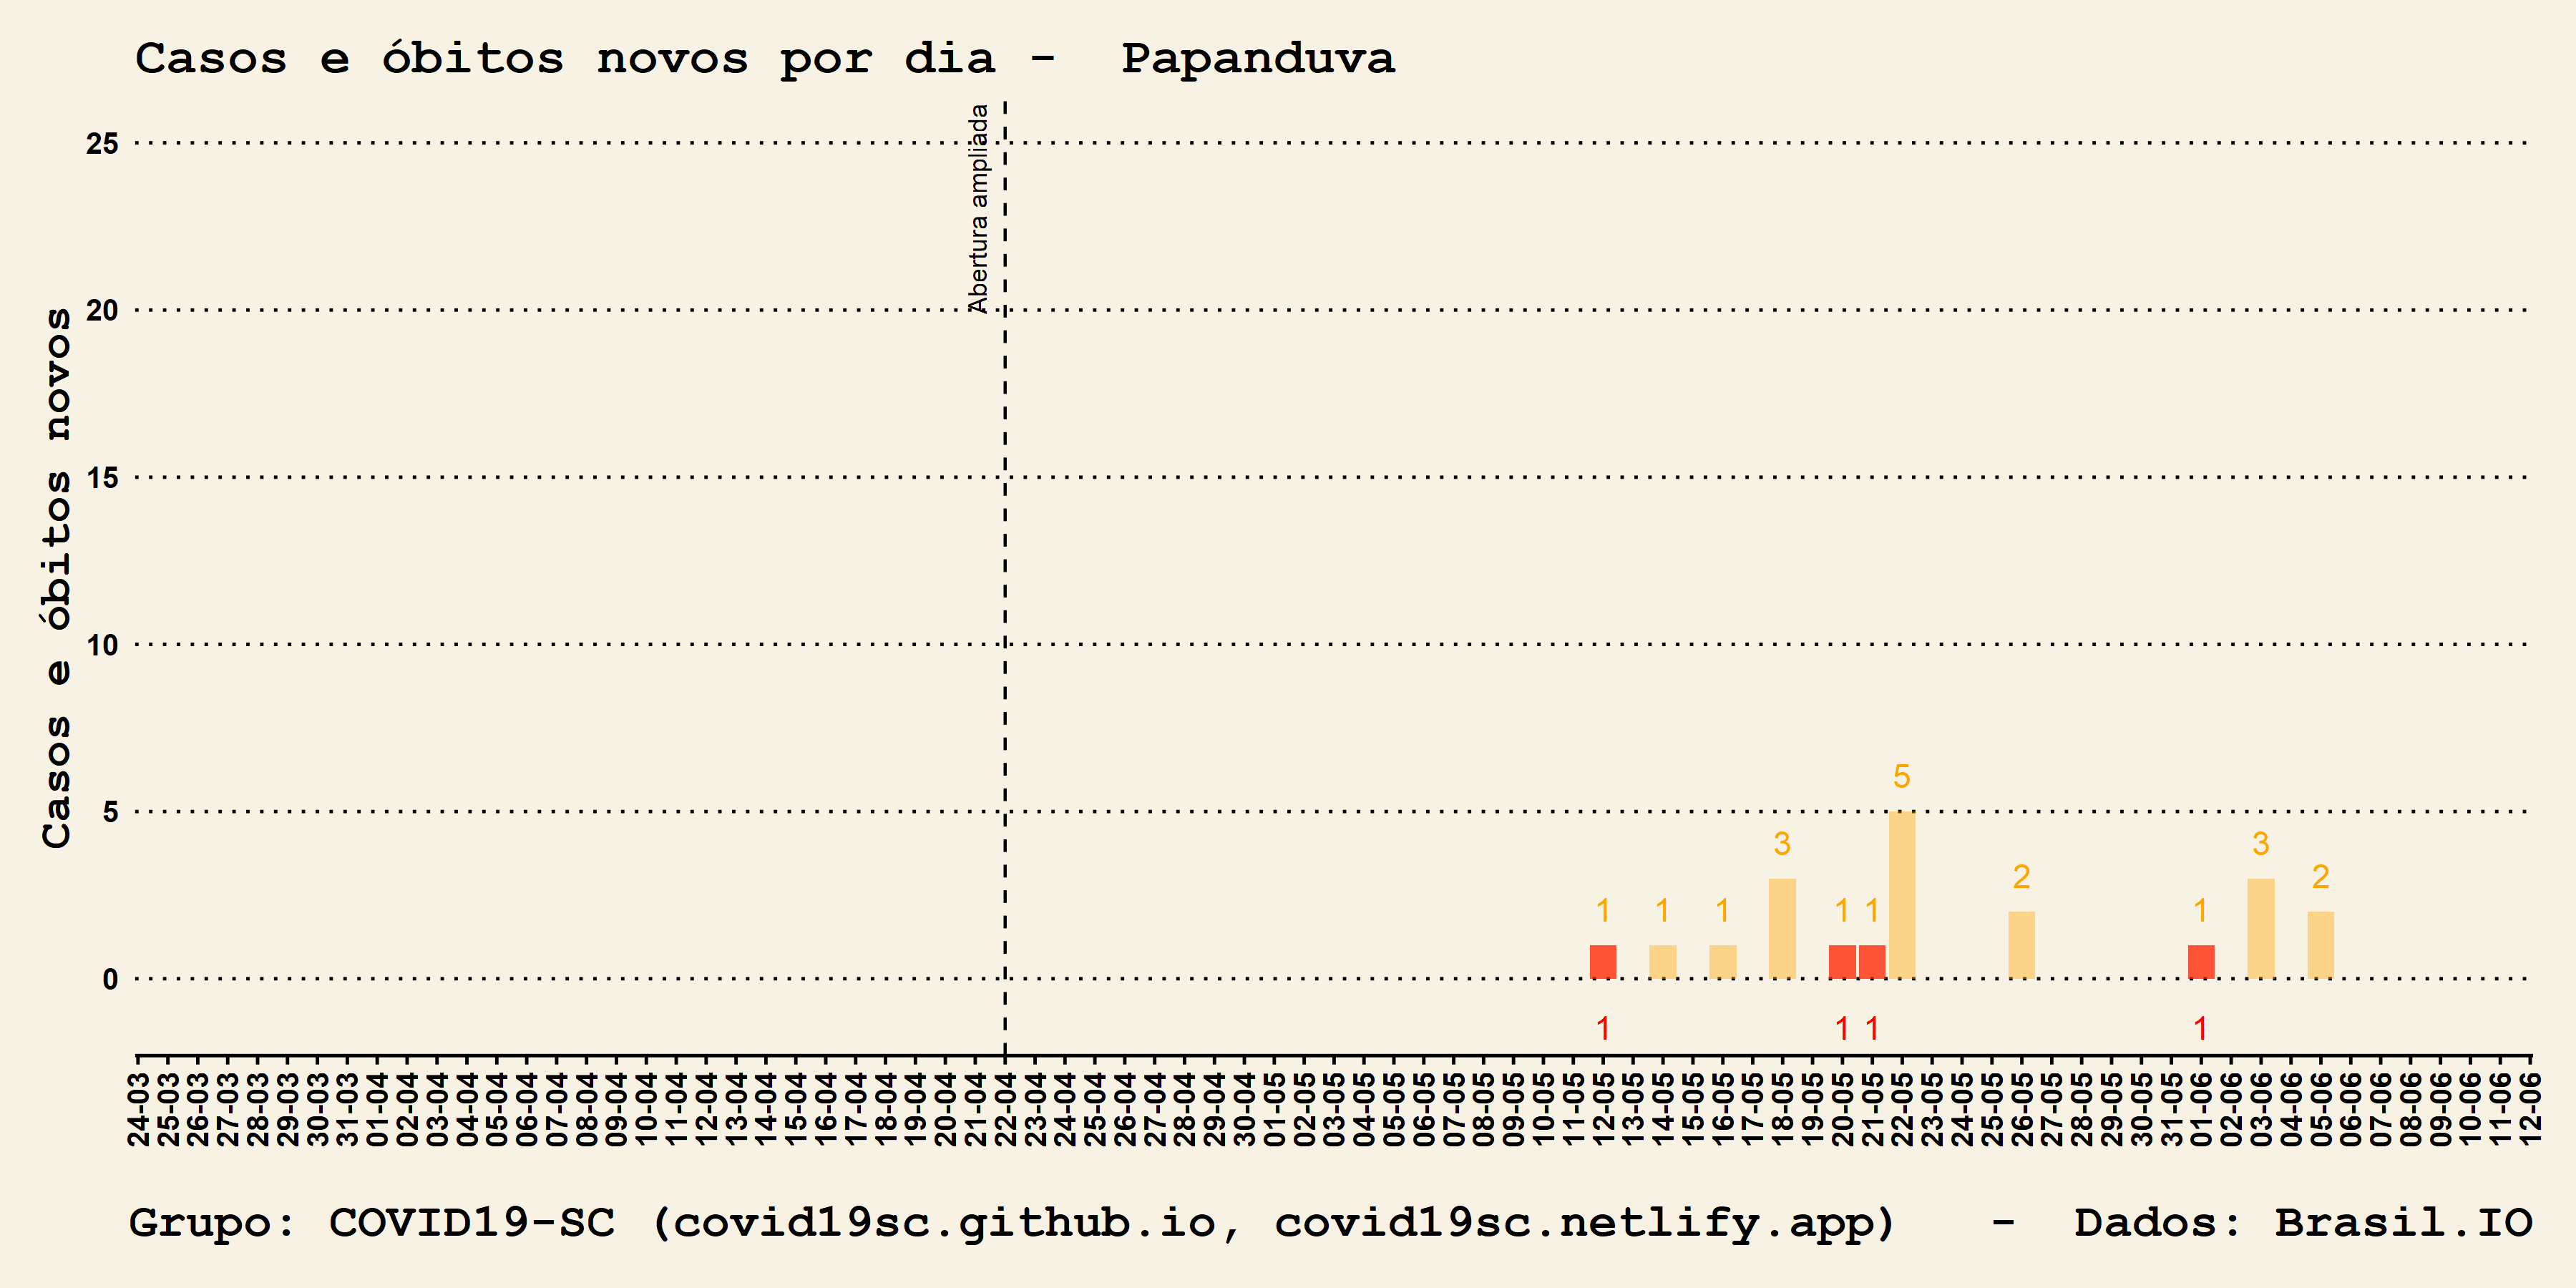 Casos e óbitos novos por dia -  Papanduva
Casos e óbitos novos
Abertura ampliada
25
20
15
10
5
0
1 1 1 3 1 1 5 2 1 3 2
1 1 1 1
24-03 25-03 26-03 27-03 28-03 29-03 30-03 31-03 01-04 02-04 03-04 04-04 05-04 06-04 07-04 08-04 09-04 10-04 11-04 12-04 13-04 14-04 15-04 16-04 17-04 18-04 19-04 20-04 21-04 22-04 23-04 24-04 25-04 26-04 27-04 28-04 29-04 30-04 01-05 02-05 03-05 04-05 05-05 06-05 07-05 08-05 09-05 10-05 11-05 12-05 13-05 14-05 15-05 16-05 17-05 18-05 19-05 20-05 21-05 22-05 23-05 24-05 25-05 26-05 27-05 28-05 29-05 30-05 31-05 01-06 02-06 03-06 04-06 05-06 06-06 07-06 08-06 09-06 10-06 11-06 12-06
Grupo: COVID19-SC (covid19sc.github.io, covid19sc.netlify.app)  -  Dados: Brasil.IO